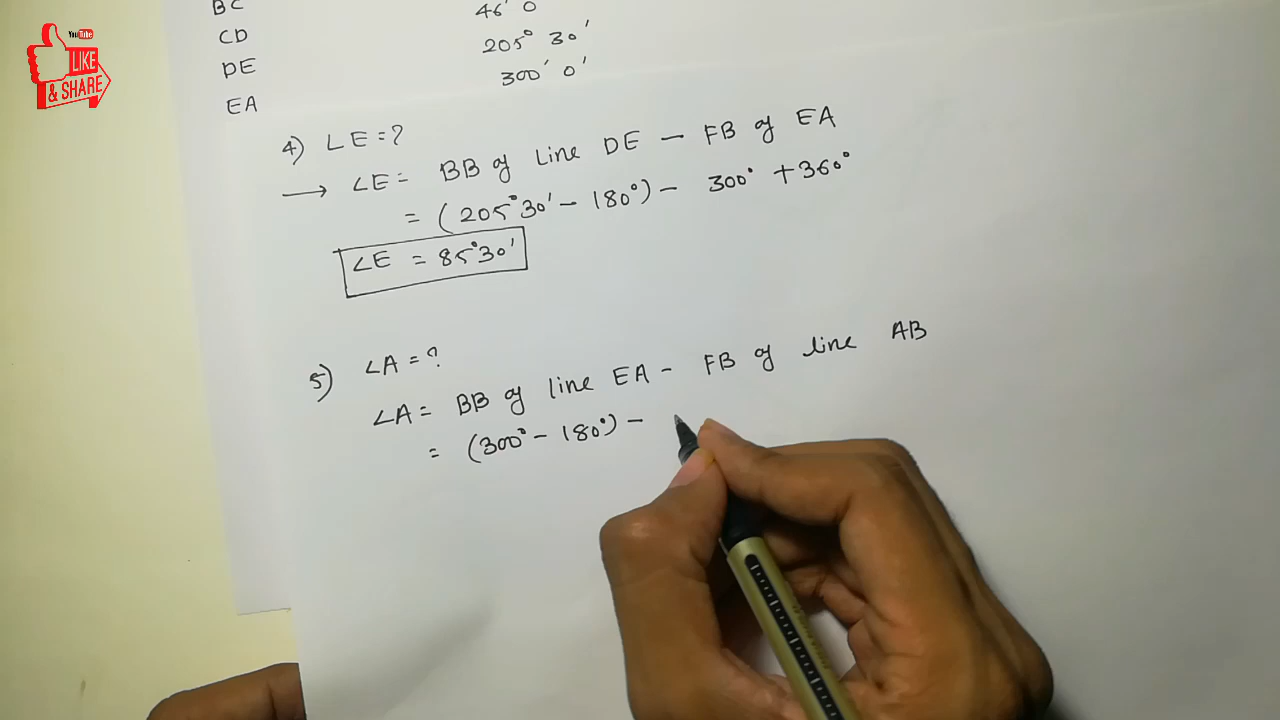 BC
46° 0
CD
205° 30'
DE
300° 0'
EA
YouTube
LIKE
& SHARE
4) ∠E = ?
→ ∠E = BB of line DE - FB of EA
= (205°30' - 180°) - 300° + 360°
∠E = 85°30'
5) ∠A = ?
∠A = BB of line EA - FB of line AB
= (300° - 180°) -